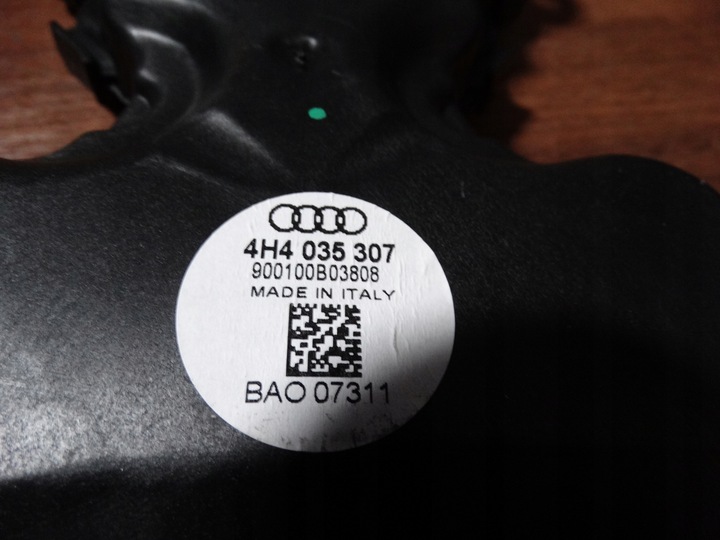 4H4 035 307
900100B03808
MADE IN ITALY
BAO 07311